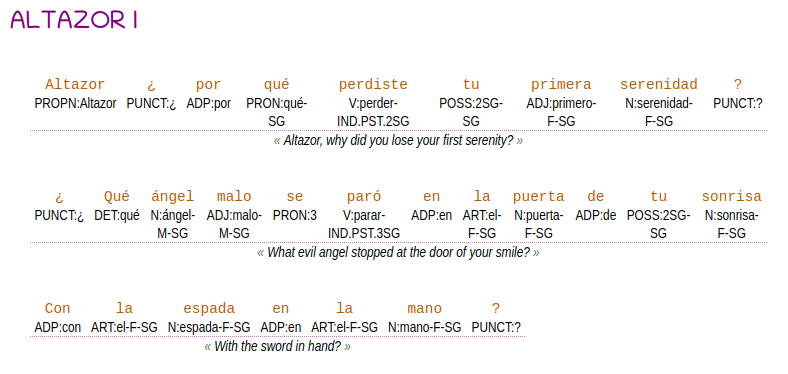 ALTAZOR I
Altazor ¿ por qué perdiste tu primera serenidad ?
PROPN:Altazor PUNCT:¿ ADP:por PRON:qué- V:perder- POSS:2SG- ADJ:primero- N:serenidad- PUNCT:?
SG IND.PST.2SG SG F-SG F-SG
« Altazor, why did you lose your first serenity? »
¿ Qué ángel malo se paró en la puerta de tu sonrisa
PUNCT:¿ DET:qué N:ángel- ADJ:malo- PRON:3 V:parar- ADP:en ART:el- N:puerta- ADP:de POSS:2SG- N:sonrisa-
M-SG M-SG IND.PST.3SG F-SG F-SG SG F-SG
« What evil angel stopped at the door of your smile? »
Con la espada en la mano ?
ADP:con ART:el-F-SG N:espada-F-SG ADP:en ART:el-F-SG N:mano-F-SG PUNCT:?
« With the sword in hand? »